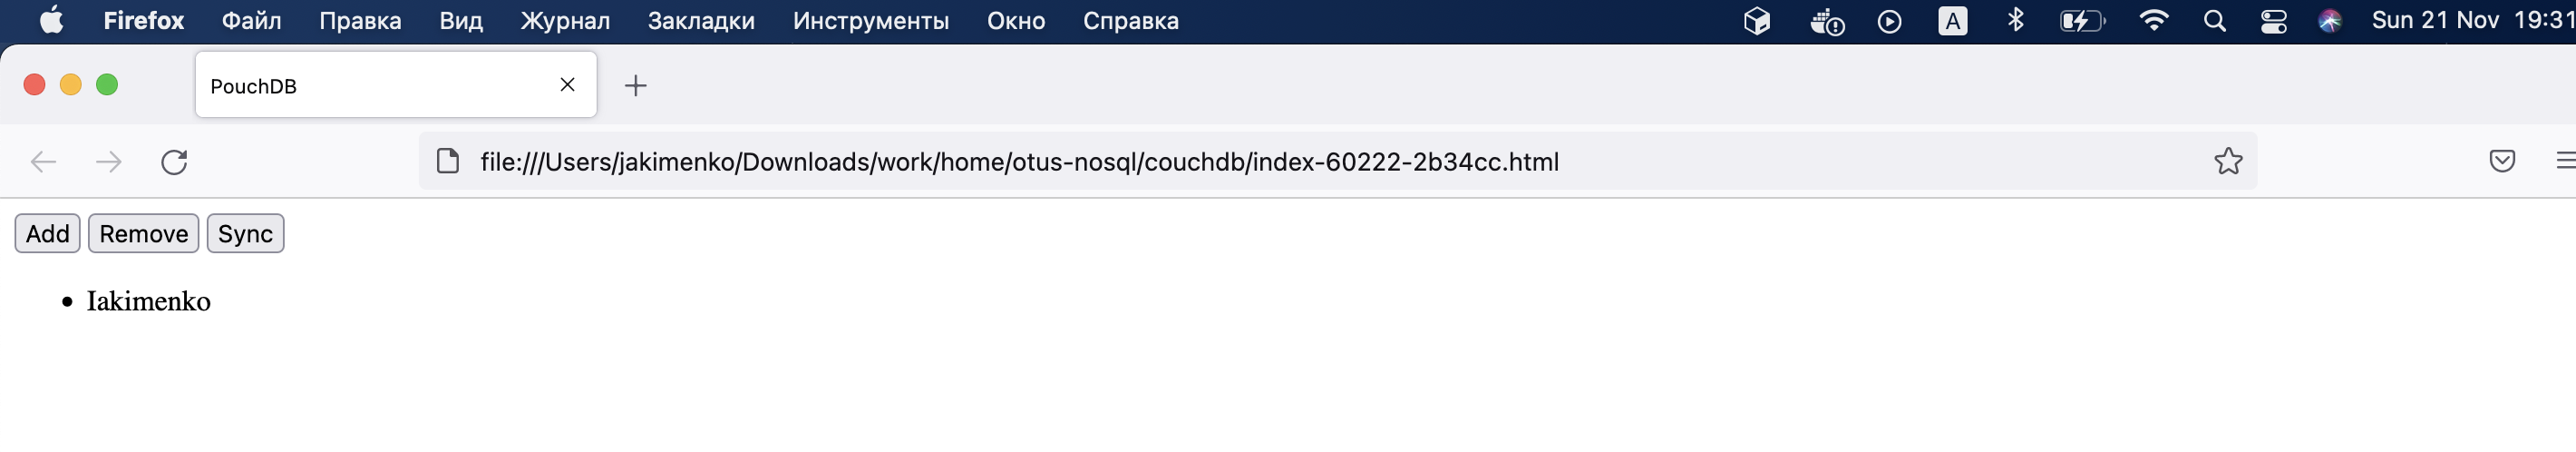 Firefox Файл Правка Вид Журнал Закладки Инструменты Окно Справка A Sun 21 Nov 19:31
PouchDB
file:///Users/jakimenko/Downloads/work/home/otus-nosql/couchdb/index-60222-2b34cc.html
Add Remove Sync
• Iakimenko